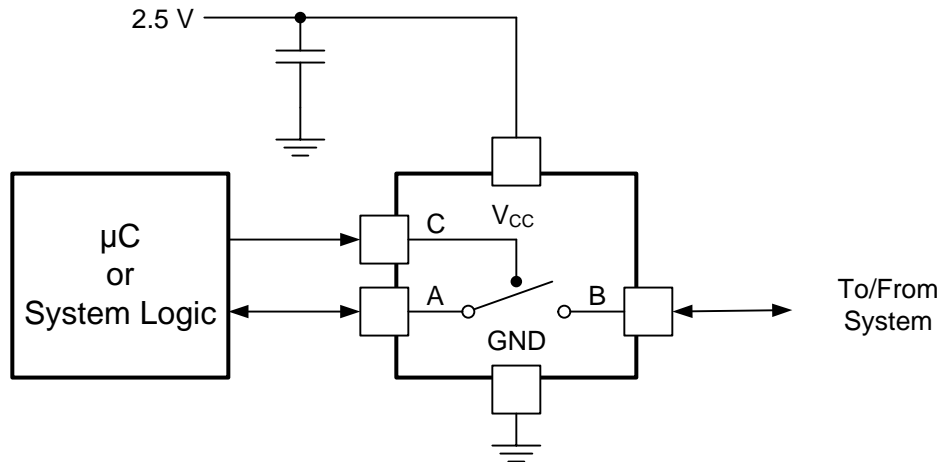 2.5 V
µC
or
System Logic
C
VCC
A
B
GND
To/From
System